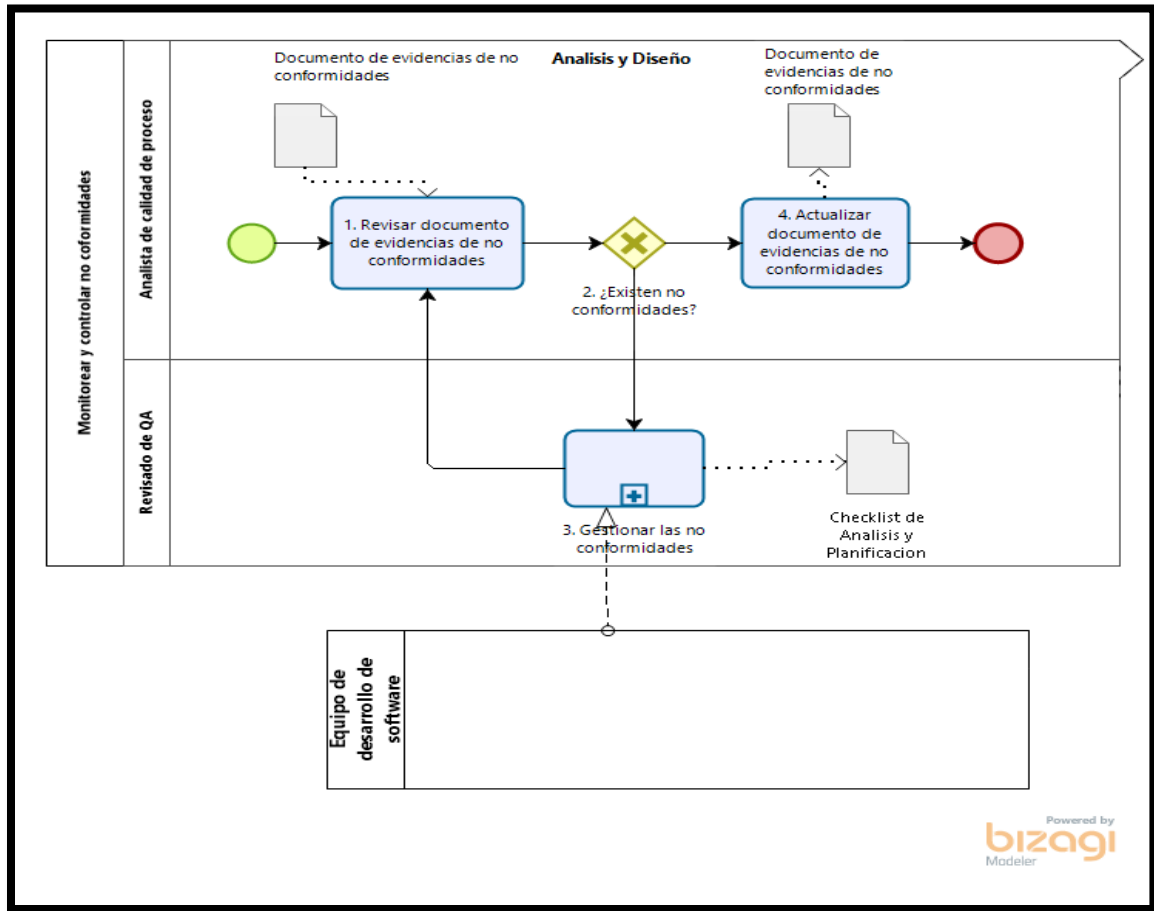 Monitorear y controlar no coformidades
Analista de calidad de proceso
Documento de evidencias de no
conformidades
Analisis y Diseño
Documento de
evidencias de no
conformidades
1. Revisar documento
de evidencias de no
conformidades
2. ¿Existen no
conformidades?
4. Actualizar
documento de
evidencias de no
conformidades
Revisado de QA
3. Gestionar las no
conformidades
Checklist de
Analisis y
Planificacion
Equipo de
desarrollo de
software
Powered by
bizagi
Modeler